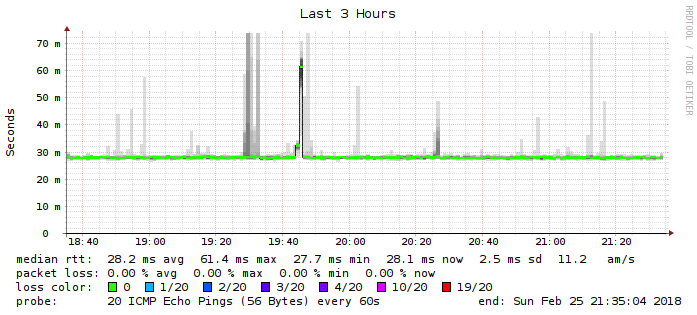 Last 3 Hours
RRDTOOL / TOBI OETIKER
Seconds
70 m
60 m
50 m
40 m
30 m
20 m
10 m
0
18:40 19:00 19:20 19:40 20:00 20:20 20:40 21:00 21:20
median rtt: 28.2 ms avg 61.4 ms max 27.7 ms min 28.1 ms now 2.5 ms sd 11.2 am/s
packet loss: 0.00 % avg 0.00 % max 0.00 % min 0.00 % now
loss color: 0 1/20 2/20 3/20 4/20 10/20 19/20
probe: 20 ICMP Echo Pings (56 Bytes) every 60s end: Sun Feb 25 21:35:04 2018